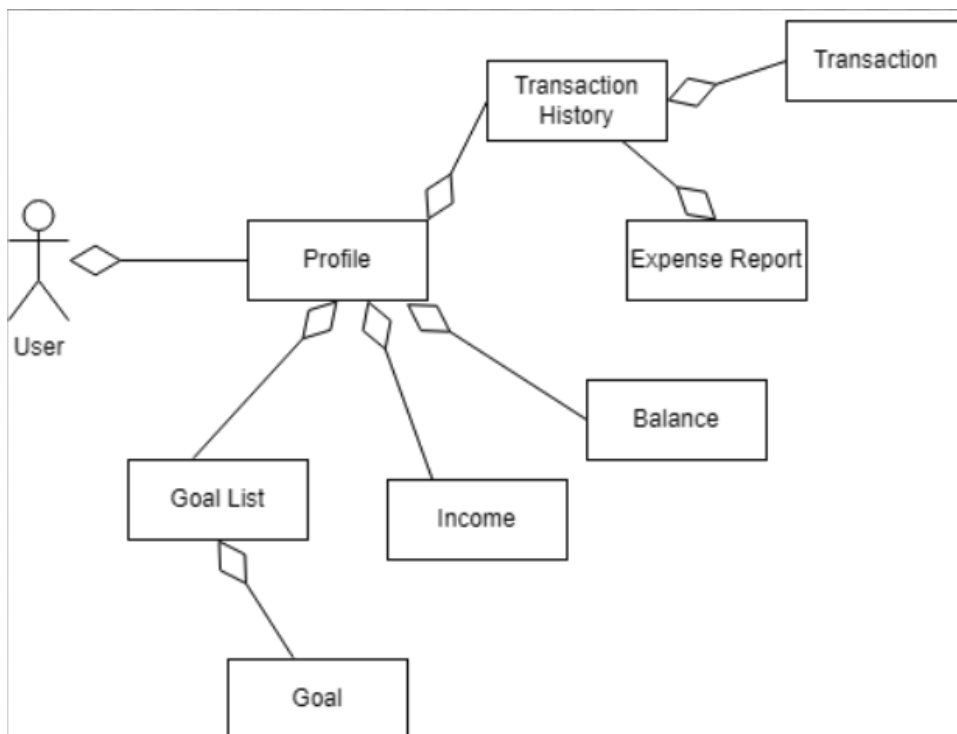 Transaction
Transaction
History
Profile
Expense Report
User
Balance
Goal List
Income
Goal